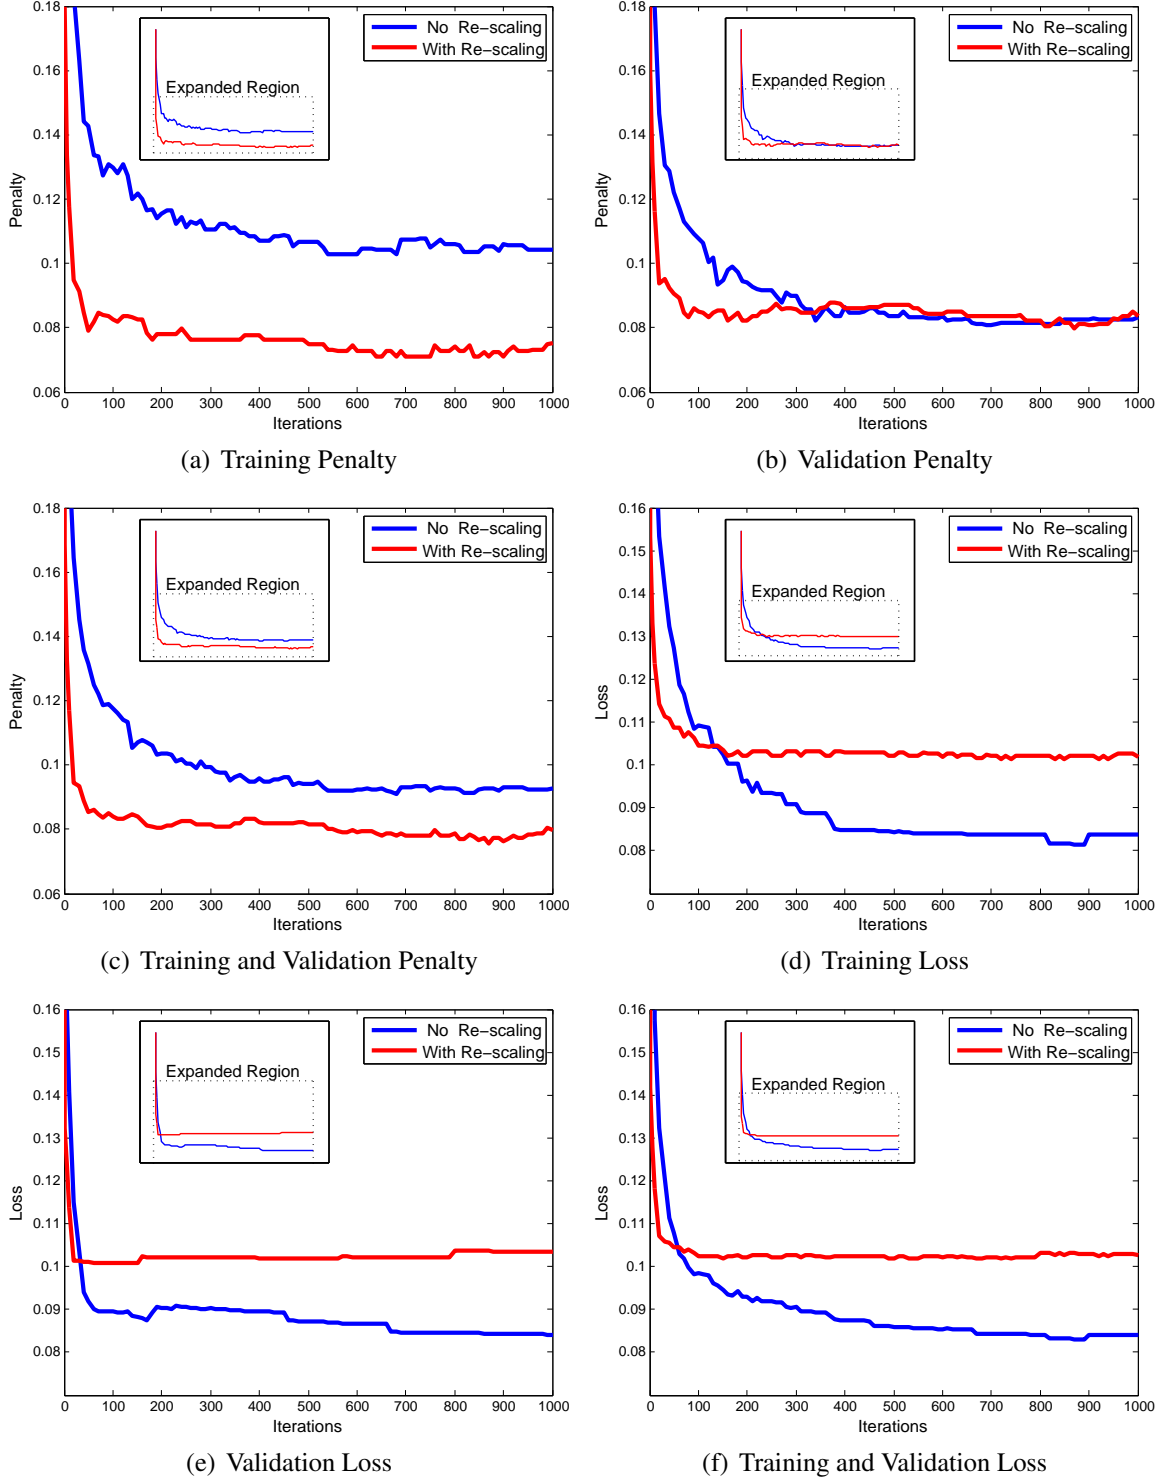 0.18
0.16
0.14
0.12
0.1
0.08
0.06
Penalty
No Re−scaling
With Re−scaling
Expanded Region
0 100 200 300 400 500 600 700 800 900 1000
Iterations
(a) Training Penalty
0.18
0.16
0.14
0.12
0.1
0.08
0.06
Penalty
No Re−scaling
With Re−scaling
Expanded Region
0 100 200 300 400 500 600 700 800 900 1000
Iterations
(b) Validation Penalty
0.18
0.16
0.14
0.12
0.1
0.08
0.06
Penalty
No Re−scaling
With Re−scaling
Expanded Region
0 100 200 300 400 500 600 700 800 900 1000
Iterations
(c) Training and Validation Penalty
0.16
0.15
0.14
0.13
0.12
0.11
0.1
0.09
0.08
Loss
No Re−scaling
With Re−scaling
Expanded Region
0 100 200 300 400 500 600 700 800 900 1000
Iterations
(d) Training Loss
0.16
0.15
0.14
0.13
0.12
0.11
0.1
0.09
0.08
Loss
No Re−scaling
With Re−scaling
Expanded Region
0 100 200 300 400 500 600 700 800 900 1000
Iterations
(e) Validation Loss
0.16
0.15
0.14
0.13
0.12
0.11
0.1
0.09
0.08
Loss
No Re−scaling
With Re−scaling
Expanded Region
0 100 200 300 400 500 600 700 800 900 1000
Iterations
(f) Training and Validation Loss